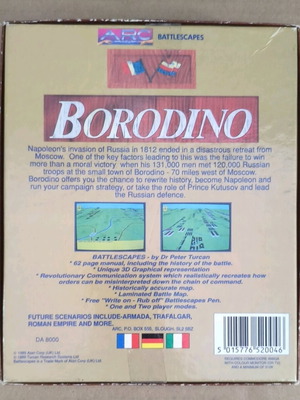 ARC BATTLESCAPES
BORODINO
Napoleon's invasion of Russia in 1812 ended in a disastrous retreat from
Moscow. One of the key factors leading to this was the failure to win
more than a moral victory when his 131,000 men met 120,000 Russian
troops at the small town of Borodino - 70 miles west of Moscow.
Borodino offers you the chance to rewrite history, become Napoleon and
run your campaign strategy, or take the role of Prince Kutusov and lead
the Russian defence.
BATTLESCAPES - by Dr Peter Turcan
* 62 page manual, including the history of the battle.
* Unique 3D Graphical representation
* Revolutionary Communication system which realistically recreates how
orders can be misinterpreted down the chain of command.
* Historically accurate map.
* Laminated Battle Map.
* Free "Write on - Rub off" Battlescapes Pen.
* One and Two player modes.
FUTURE SCENARIOS INCLUDE-ARMADA, TRAFALGAR,
ROMAN EMPIRE AND MORE.
ARC, P.O. BOX 555, SLOUGH. SL2
DA 8000
5 015776 520046